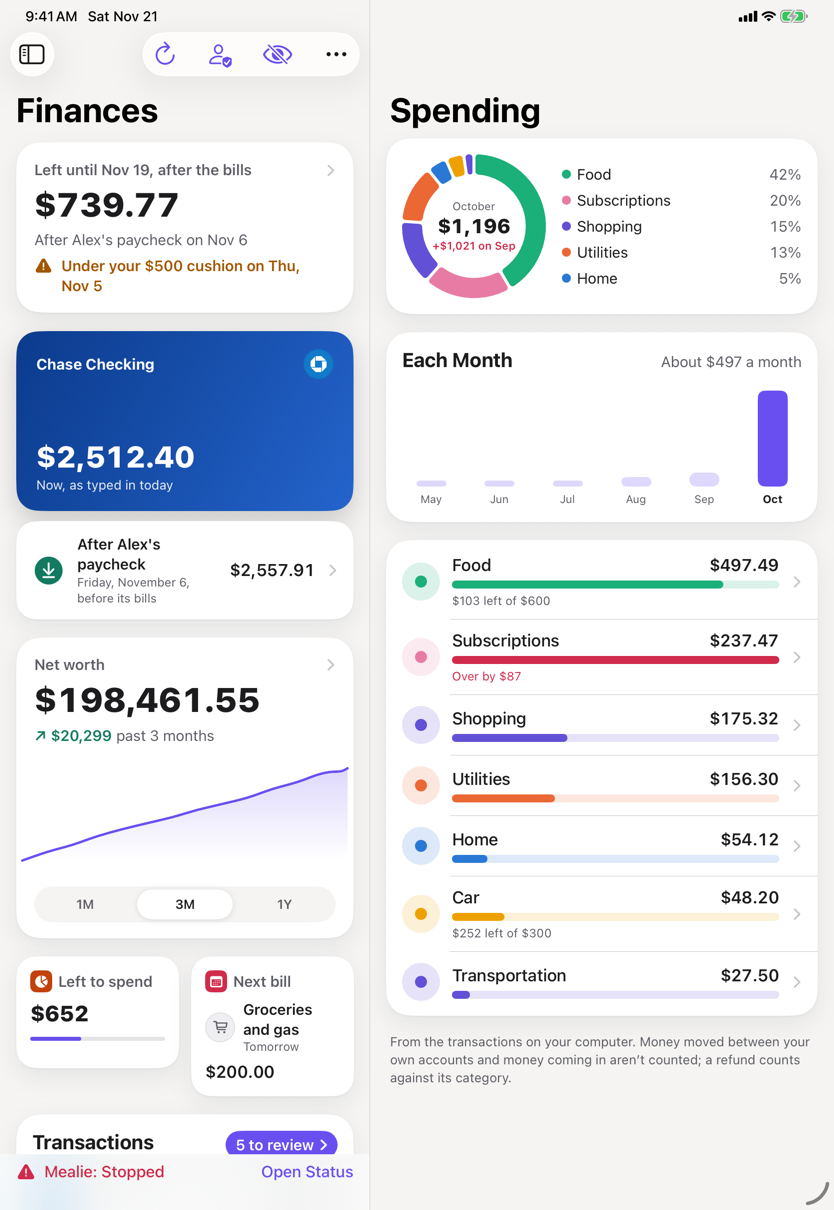 9:41 AM Sat Nov 21
Finances
Left until Nov 19, after the bills
$739.77
After Alex's paycheck on Nov 6
Under your $500 cushion on Thu,
Nov 5
Chase Checking
$2,512.40
Now, as typed in today
After Alex's
paycheck
Friday, November 6,
before its bills
$2,557.91
Net worth
$198,461.55
$20,299 past 3 months
1M 3M 1Y
Left to spend
$652
Next bill
Groceries
and gas
Tomorrow
$200.00
Transactions
5 to review
Mealie: Stopped
Open Status
Spending
October
$1,196
+$1,021 on Sep
Food 42%
Subscriptions 20%
Shopping 15%
Utilities 13%
Home 5%
Each Month
About $497 a month
May Jun Jul Aug Sep Oct
Food $497.49
$103 left of $600
Subscriptions $237.47
Over by $87
Shopping $175.32
Utilities $156.30
Home $54.12
Car $48.20
$252 left of $300
Transportation $27.50
From the transactions on your computer. Money moved between your
own accounts and money coming in aren't counted; a refund counts
against its category.